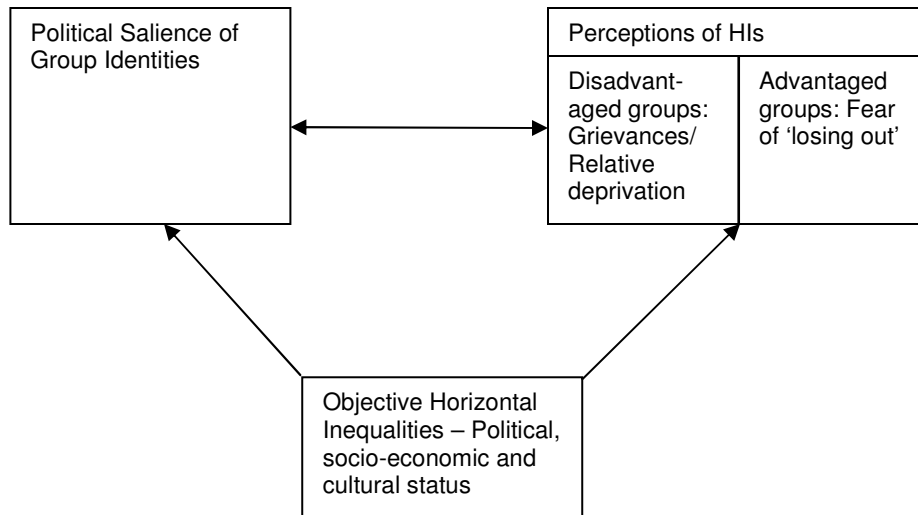 Political Salience of
Group Identities
Perceptions of HIs
Disadvant-
aged groups:
Grievances/
Relative
deprivation
Advantaged
groups: Fear
of ‘losing out’
Objective Horizontal
Inequalities – Political,
socio-economic and
cultural status